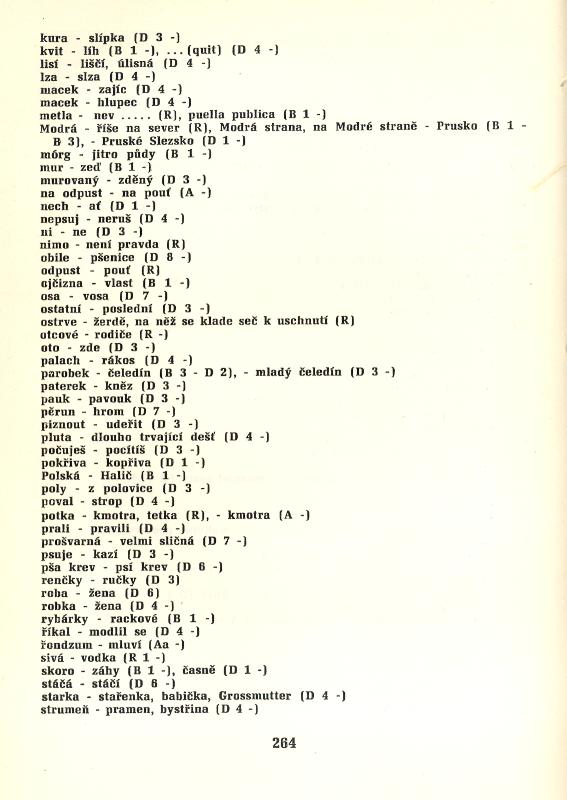 kura - slípka (D 3 -)
kvit - líh (B 1 -), ...(quit) (D 4 -)
lisí - liščí, úlisná (D 4 -)
lza - slza (D 4 -)
macek - zajíc (D 4 -)
macek - hlupec (D 4 -)
metla - nev ..... (R), puella publica (B 1 -)
Modrá - říše na sever (R), Modrá strana, na Modré straně - Prusko (B 1 -
B 3), - Pruské Slezsko (D 1 -)
mórg - jitro půdy (B 1 -)
mur - zeď (B 1 -)
murovaný - zděný (D 3 -)
na odpust - na pouť (A -)
nech - ať (D 1 -)
nepsuj - neruš (D 4 -)
ni - ne (D 3 -)
nimo - není pravda (R)
obile - pšenice (D 8 -)
odpust - pouť (R)
ojčizna - vlast (B 1 -)
osa - vosa (D 7 -)
ostatní - poslední (D 3 -)
ostrve - žerdě, na něž se klade seč k uschnutí (R)
otcové - rodiče (R -)
oto - zde (D 3 -)
palach - rákos (D 4 -)
parobek - čeledín (B 3 - D 2), - mladý čeledín (D 3 -)
paterek - kněz (D 3 -)
pauk - pavouk (D 3 -)
pěrun - hrom (D 7 -)
piznout - udeřit (D 3 -)
pluta - dlouho trvající dešť (D 4 -)
počuješ - pocítíš (D 3 -)
pokřiva - kopřiva (D 1 -)
Polská - Halič (B 1 -)
poly - z polovice (D 3 -)
poval - strop (D 4 -)
potka - kmotra, tetka (R), - kmotra (A -)
prali - pravili (D 4 -)
prošvarná - velmi sličná (D 7 -)
psuje - kazí (D 3 -)
pša krev - psí krev (D 6 -)
renčky - ručky (D 3)
roba - žena (D 6)
robka - žena (D 4 -)
rybárky - rackové (B 1 -)
říkal - modlil se (D 4 -)
řondzum - mluví (Aa -)
sivá - vodka (R 1 -)
skoro - záhy (B 1 -), časně (D 1 -)
stáčá - stáčí (D 6 -)
starka - stařenka, babička, Grossmutter (D 4 -)
strumeň - pramen, bystřina (D 4 -)
264